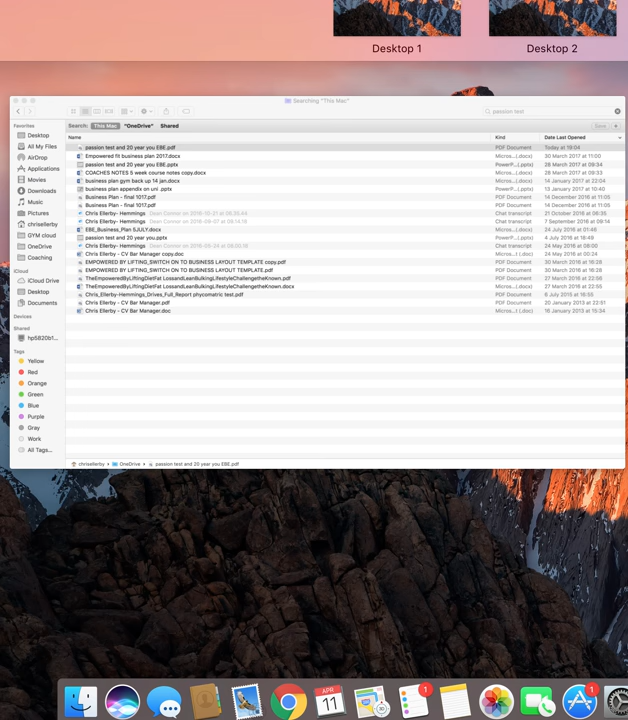 Desktop 1 Desktop 2
Searching "This Mac"
passion test
Search: This Mac "OneDrive" Shared Save +
Name Kind Date Last Opened
passion test and 20 year you EBE.pdf PDF Document Today at 19:04
Empowered fit business plan 2017.docx Micros...(.docx) 30 March 2017 at 11:00
passion test and 20 year you EBE.pptx PowerP...(.pptx) 28 March 2017 at 09:34
COACHES NOTES 5 week course notes copy.docx Micros...(.docx) 28 March 2017 at 09:33
business plan gym back up 14 jan.docx Micros...(.docx) 14 January 2017 at 22:04
business plan appendix on uni .pptx PowerP...(.pptx) 13 January 2017 at 10:40
Business Plan - final 1017.pdf PDF Document 14 December 2016 at 11:05
Business Plan - final 1017.pdf PDF Document 14 December 2016 at 11:05
Chris Ellerby- Hemmings Chat transcript 21 October 2016 at 06:35
Chris Ellerby- Hemmings Chat transcript 7 September 2016 at 09:14
EBE_Business_Plan 5JULY.docx Micros...(.docx) 24 July 2016 at 01:46
passion test and 20 year you.pptx PowerP...(.pptx) 4 July 2016 at 16:49
Chris Ellerby- Hemmings Chat transcript 24 May 2016 at 08:00
Chris Ellerby - CV Bar Manager copy.doc Micros...t (.doc) 24 May 2016 at 00:24
EMPOWERED BY LIFTING_SWITCH ON TO BUSINESS LAYOUT TEMPLATE copy.pdf PDF Document 30 March 2016 at 16:28
EMPOWERED BY LIFTING_SWITCH ON TO BUSINESS LAYOUT TEMPLATE.pdf PDF Document 30 March 2016 at 16:28
TheEmpoweredByLiftingDietFat LossandLeanBulkingLifestyleChallengetheKnown.pdf PDF Document 27 March 2016 at 22:56
TheEmpoweredByLiftingDietFat LossandLeanBulkingLifestyleChallengetheKnown.docx Micros...(.docx) 27 March 2016 at 22:55
Chris_Ellerby-Hemmings_Drives_Full_Report phycomatric test.pdf PDF Document 6 July 2015 at 16:55
Chris Ellerby - CV Bar Manager.pdf PDF Document 20 January 2013 at 22:51
Chris Ellerby - CV Bar Manager.doc Micros...t (.doc) 16 January 2013 at 15:34
Favorites
Desktop
All My Files
AirDrop
Applications
Movies
Downloads
Music
Pictures
chrisellerby
GYM cloud
OneDrive
Coaching
iCloud
iCloud Drive
Desktop
Documents
Devices
Shared
hp5820b1...
Tags
Yellow
Red
Orange
Green
Blue
Purple
Gray
Work
All Tags...
chrisellerby OneDrive passion test and 20 year you EBE.pdf
APR
11
1
1